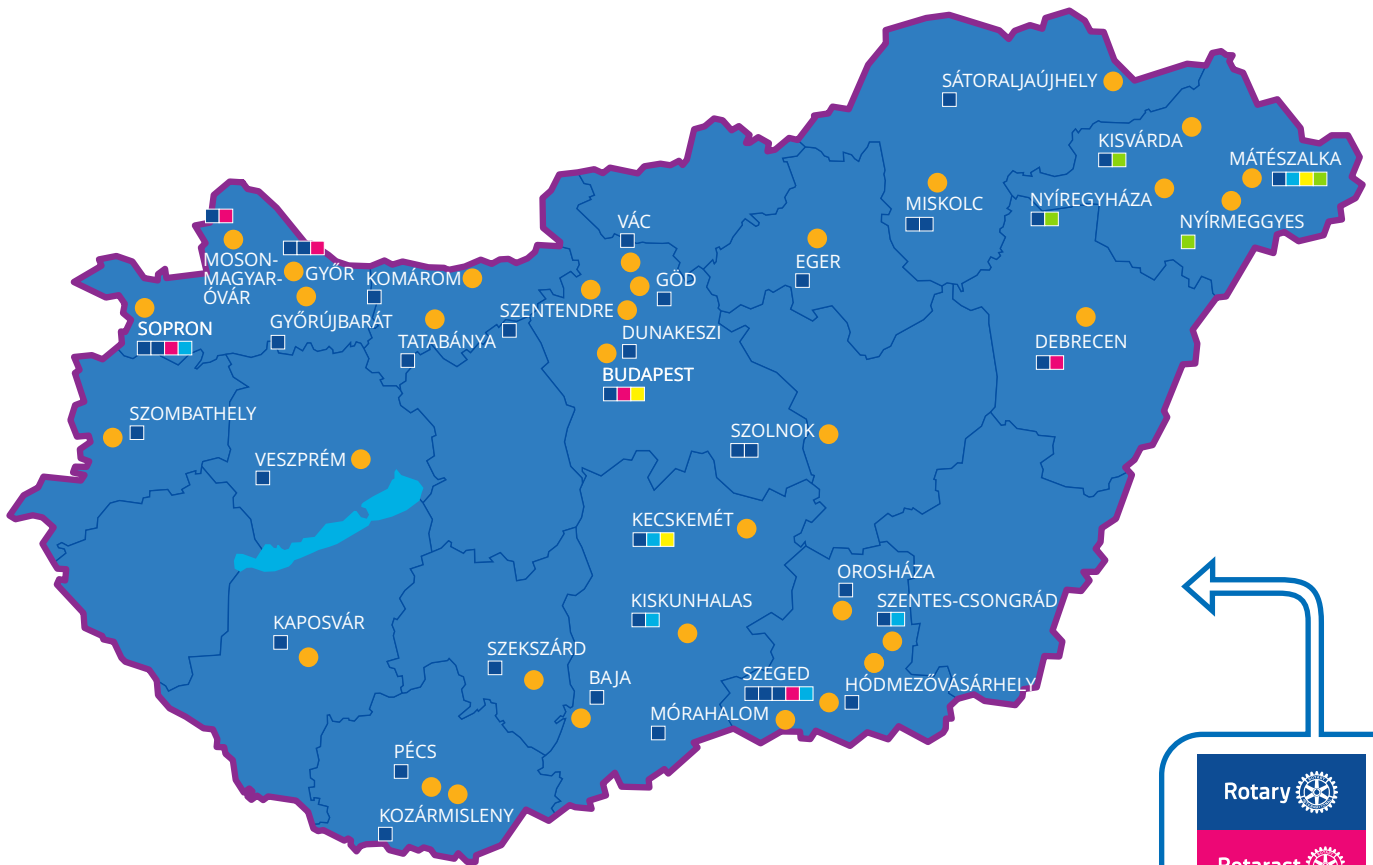 SÁTORALJAÚJHELY
KISVÁRDA
MÁTÉSZALKA
MISKOLC
NYÍREGYHÁZA
NYÍRMEGGYES
VÁC
EGER
MOSON-
MAGYAR-
ÓVÁR
GYŐR
KOMÁROM
GÖD
SZENTENDRE
GYŐRÚJBARÁT
SOPRON
TATABÁNYA
DUNAKESZI
DEBRECEN
BUDAPEST
SZOMBATHELY
SZOLNOK
VESZPRÉM
KECSKEMÉT
OROSHÁZA
SZENTES-CSONGRÁD
KISKUNHALAS
KAPOSVÁR
SZEKSZÁRD
BAJA
SZEGED
HÓDMEZŐVÁSÁRHELY
MÓRAHALOM
PÉCS
KOZÁRMISLENY
Rotary
Rotaract